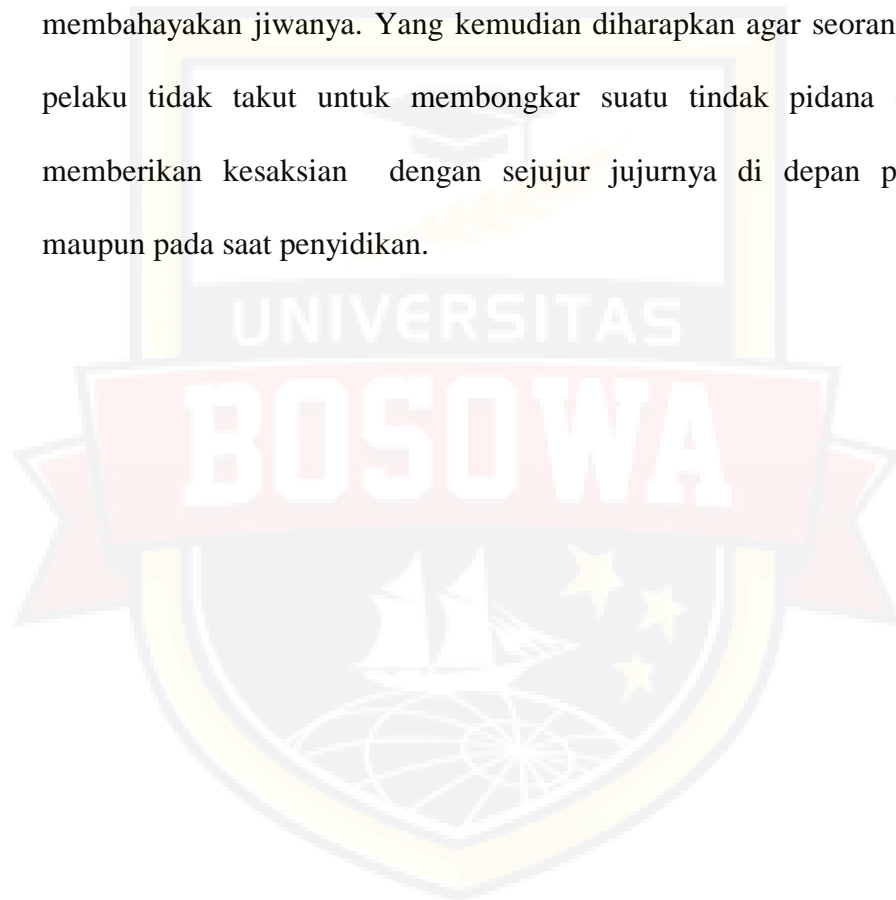 membahayakan jiwanya. Yang kemudian diharapkan agar seoran
pelaku tidak takut untuk membongkar suatu tindak pidana
memberikan kesaksian dengan sejujur jujurnya di depan p
maupun pada saat penyidikan.
UNIVERSITAS
BOSOWA